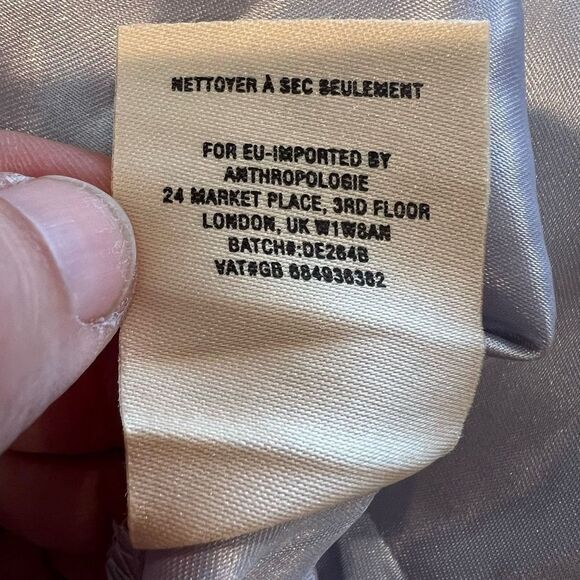 NETTOYER À SEC SEULEMENT
FOR EU-IMPORTED BY
ANTHROPOLOGIE
24 MARKET PLACE, 3RD FLOOR
LONDON, UK W1W8AN
BATCH#:DE264B
VAT#GB 684936382